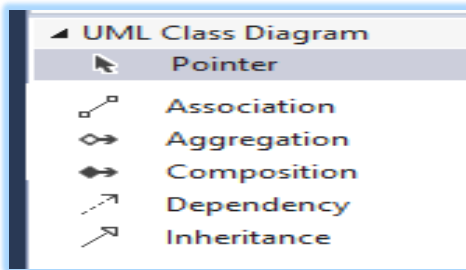 UML Class Diagram
Pointer
Association
Aggregation
Composition
Dependency
Inheritance